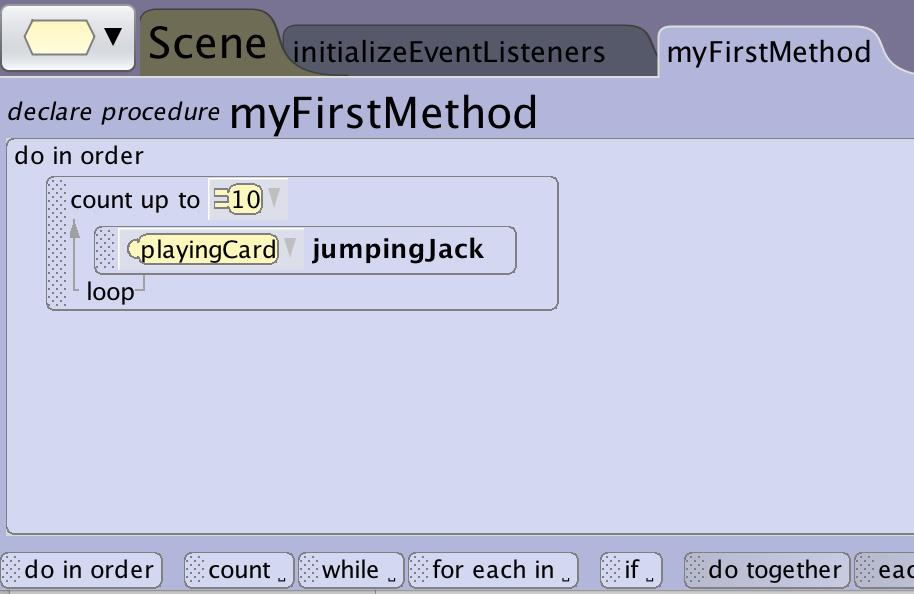 Scene initializeEventListeners myFirstMethod
declare procedure myFirstMethod
do in order
count up to 10
playingCard jumpingJack
loop
do in order count while for each in if do together